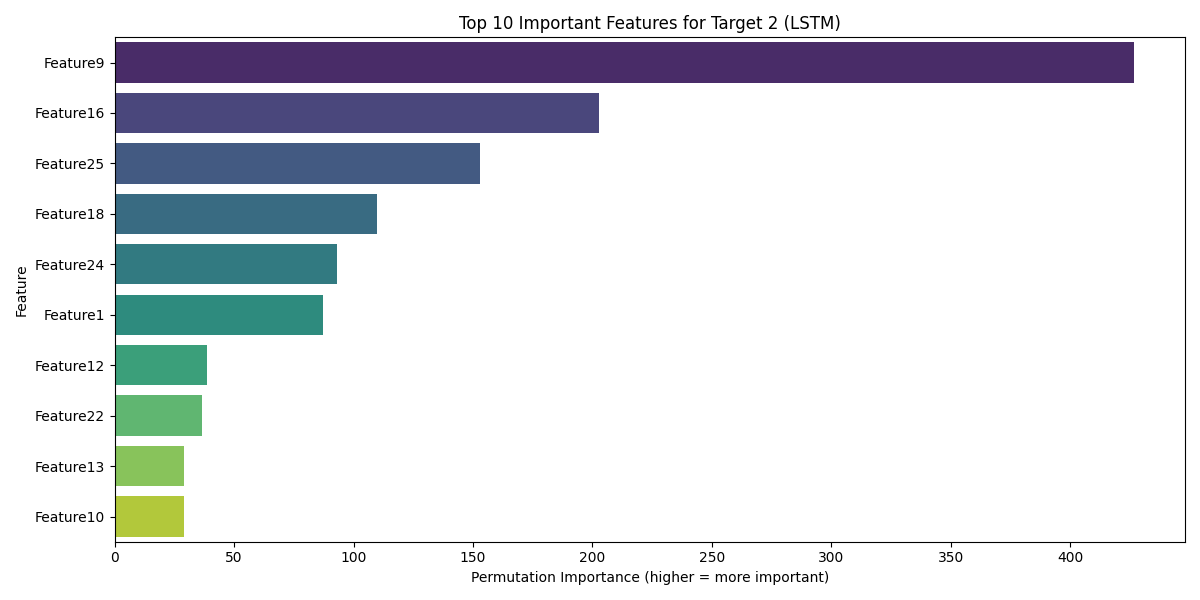 Top 10 Important Features for Target 2 (LSTM)
Feature
Feature9
Feature16
Feature25
Feature18
Feature24
Feature1
Feature12
Feature22
Feature13
Feature10
0 50 100 150 200 250 300 350 400
Permutation Importance (higher = more important)